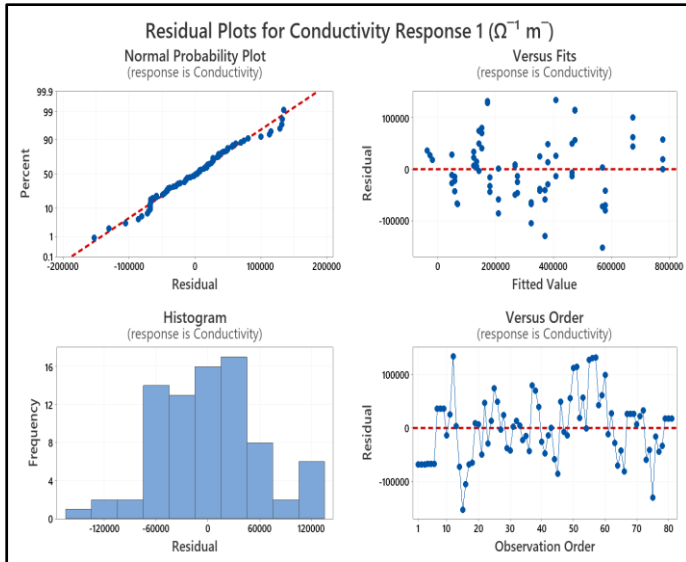 Residual Plots for Conductivity Response 1 (Ω⁻¹ m⁻)
Normal Probability Plot
(response is Conductivity)
99.9
99
90
50
10
1
0.1
Percent
-200000 -100000 0 100000 200000
Residual
Versus Fits
(response is Conductivity)
100000
0
-100000
Residual
0 200000 400000 600000 800000
Fitted Value
Histogram
(response is Conductivity)
16
12
8
4
0
Frequency
-120000 -60000 0 60000 120000
Residual
Versus Order
(response is Conductivity)
100000
0
-100000
Residual
1 10 20 30 40 50 60 70 80
Observation Order